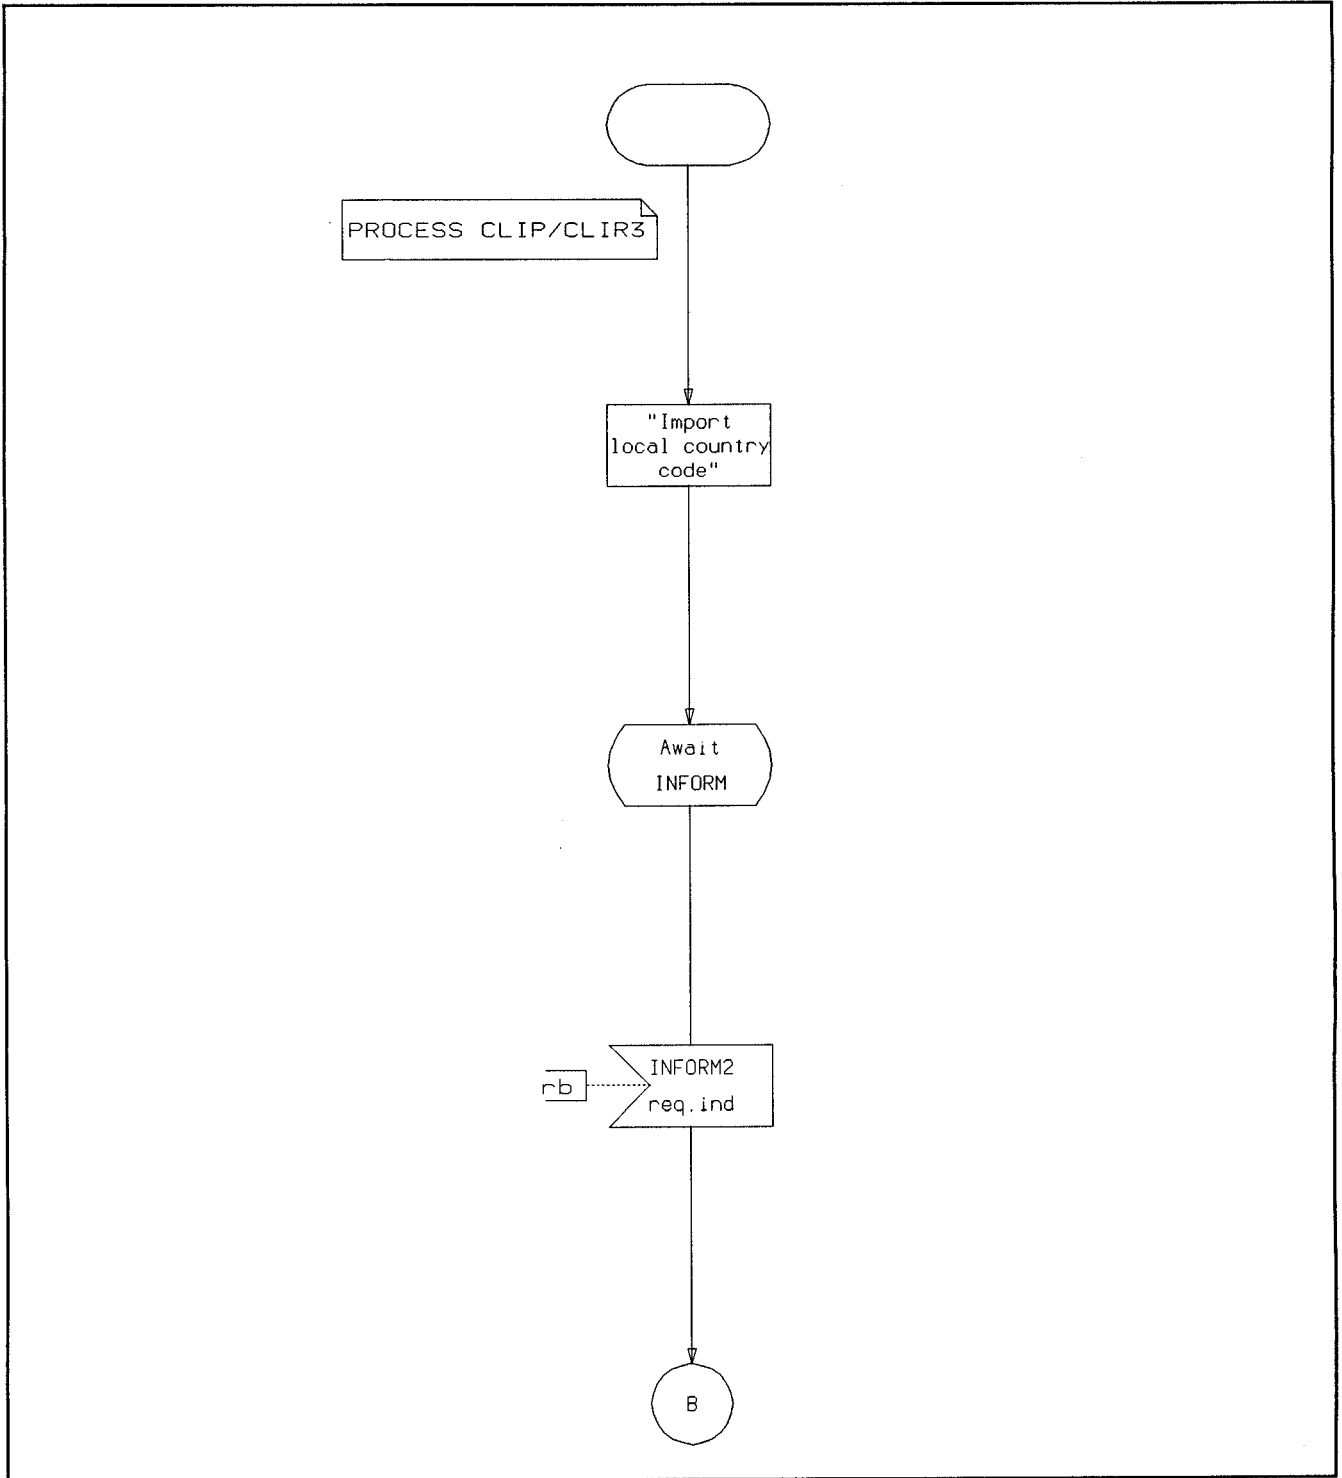 PROCESS CLIP/CLIR3
"Import
local country
code"
Await
INFORM
INFORM2
rb
req.ind
B